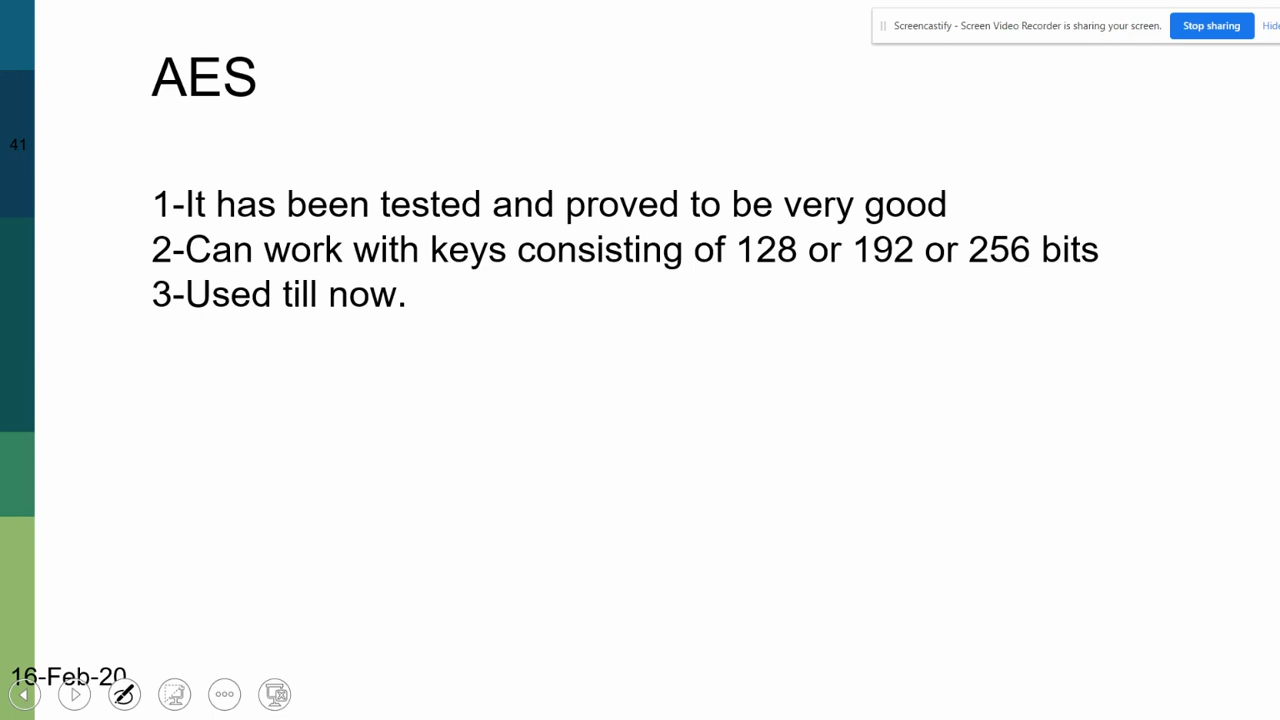 Screencastify - Screen Video Recorder is sharing your screen. Stop sharing Hide
AES
41
1-It has been tested and proved to be very good
2-Can work with keys consisting of 128 or 192 or 256 bits
3-Used till now.
16-Feb-20